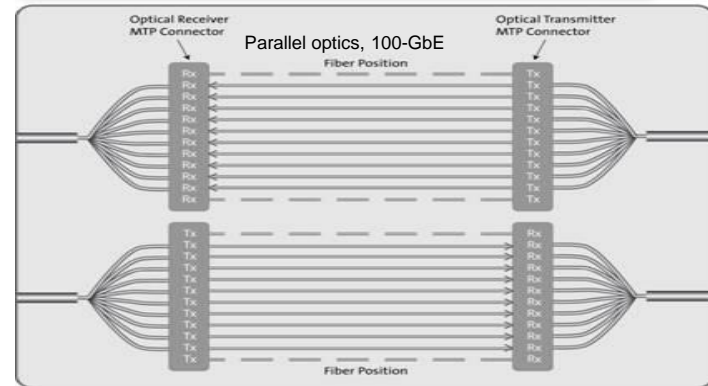 Optical Receiver
MTP Connector
Optical Transmitter
MTP Connector
Parallel optics, 100-GbE
Fiber Position
Rx Tx
Rx Tx
Rx Tx
Rx Tx
Rx Tx
Rx Tx
Rx Tx
Rx Tx
Rx Tx
Rx Tx
Rx Tx
Rx Tx
Tx Rx
Tx Rx
Tx Rx
Tx Rx
Tx Rx
Tx Rx
Tx Rx
Tx Rx
Tx Rx
Tx Rx
Tx Rx
Tx Rx
Fiber Position